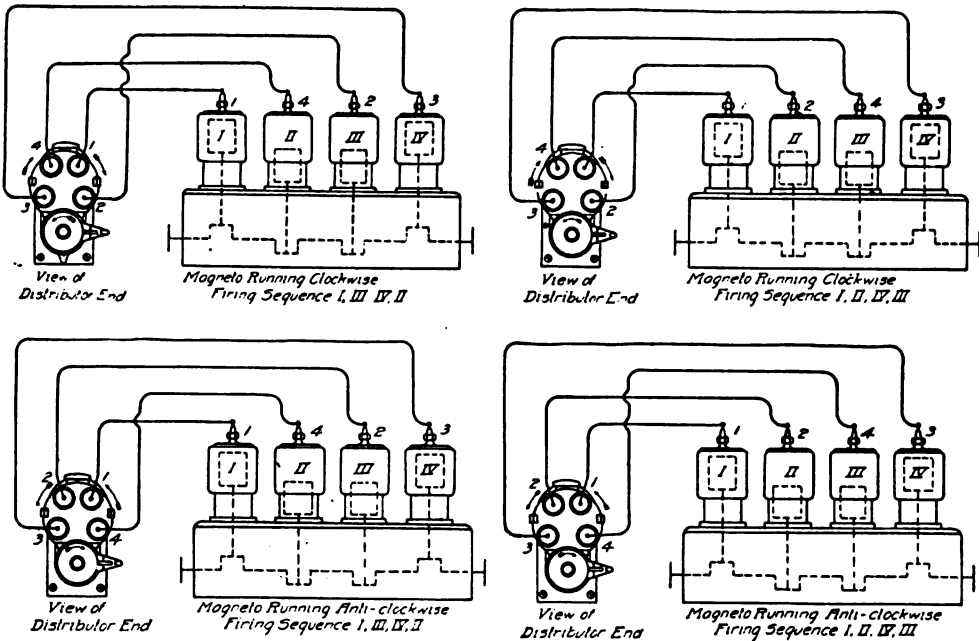 1 4 2 3
I II III IV
4 1
3 2
View of
Distributor End
Magneto Running Clockwise
Firing Sequence I, III IV, II
2 4 3
I II III IV
3 2
View of
Distributor End
Magneto Running Clockwise
Firing Sequence I, II, IV, III
1 4 2 3
I II III IV
2 1
3 4
View of
Distributor End
Magneto Running Anti-clockwise
Firing Sequence I, III, IV, II
1 2 4 3
I II III IV
2 1
3 4
View of
Distributor End
Magneto Running Anti-clockwise
Firing Sequence I, II, IV, III